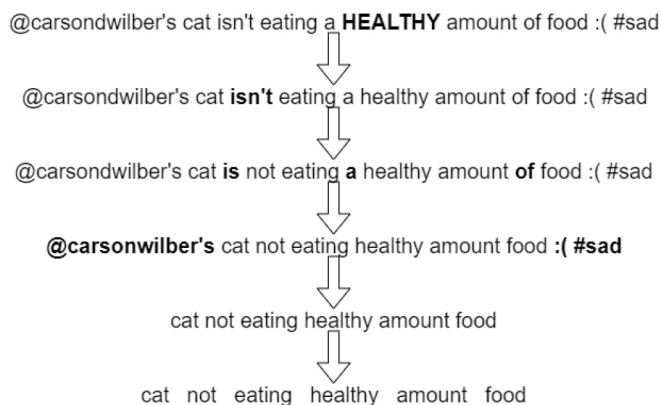 @carsondwilber's cat isn't eating a HEALTHY amount of food :( #sad
@carsondwilber's cat isn't eating a healthy amount of food :( #sad
@carsondwilber's cat is not eating a healthy amount of food :( #sad
@carsonwilber's cat not eating healthy amount food :( #sad
cat not eating healthy amount food
cat not eating healthy amount food